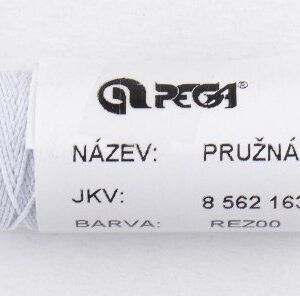 PEGA®
NÁZEV: PRUŽNÁ
JKV: 8 562 163
BARVA: REZ00